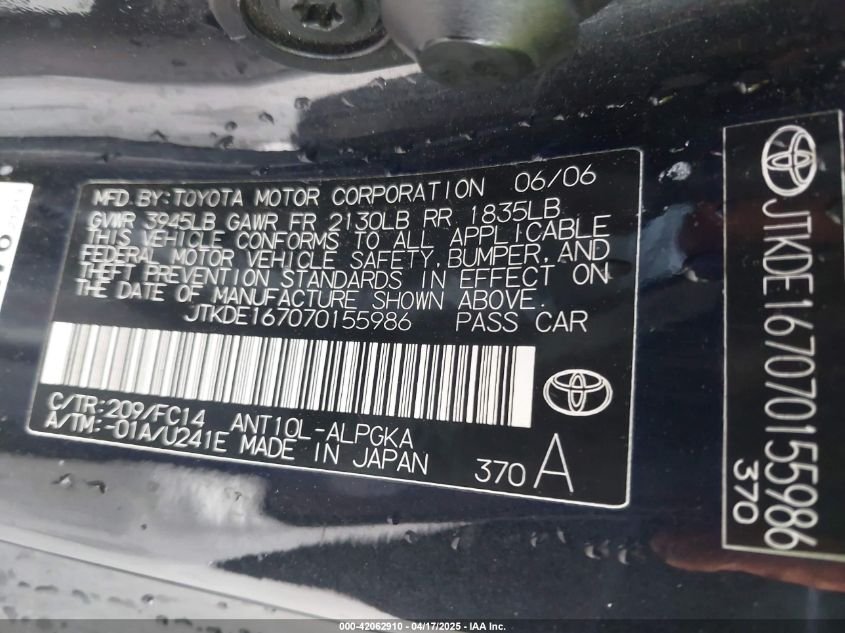 MFD. BY: TOYOTA MOTOR CORPORATION 06/06
GVWR 3945LB GAWR FR 2130LB RR 1835LB
THIS VEHICLE CONFORMS TO ALL APPLICABLE
FEDERAL MOTOR VEHICLE SAFETY, BUMPER, AND
THEFT PREVENTION STANDARDS IN EFFECT ON
THE DATE OF MANUFACTURE SHOWN ABOVE.
JTKDE167070155986 PASS CAR
C/TR: 209/FC14 ANT10L-ALPGKA
A/TM: -01A/U241E MADE IN JAPAN
370 A
JTKDE167070155986
370
000-42062910 - 04/17/2025 - IAA Inc.